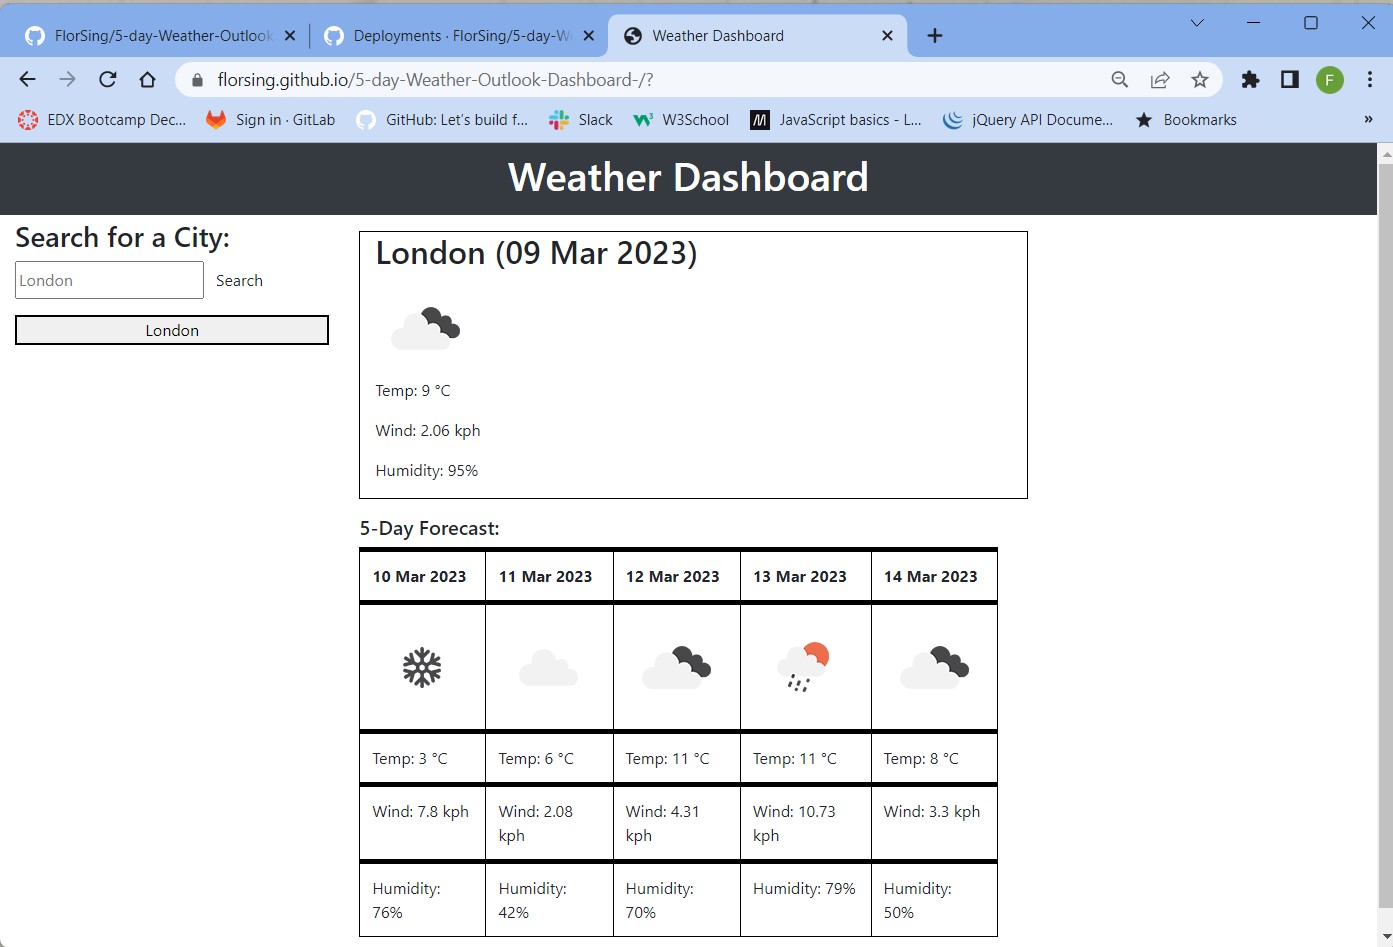 FlorSing/5-day-Weather-Outlook
Deployments · FlorSing/5-day-W
Weather Dashboard
florsing.github.io/5-day-Weather-Outlook-Dashboard-/?
F
EDX Bootcamp Dec...
Sign in · GitLab
GitHub: Let's build f...
Slack
W3School
JavaScript basics - L...
jQuery API Docume...
Bookmarks
»
Weather Dashboard
Search for a City:
London
Search
London
London (09 Mar 2023)
Temp: 9 °C
Wind: 2.06 kph
Humidity: 95%
5-Day Forecast:
10 Mar 2023 11 Mar 2023 12 Mar 2023 13 Mar 2023 14 Mar 2023
Temp: 3 °C Temp: 6 °C Temp: 11 °C Temp: 11 °C Temp: 8 °C
Wind: 7.8 kph Wind: 2.08 Wind: 4.31 Wind: 10.73 Wind: 3.3 kph
kph kph kph
Humidity: Humidity: Humidity: Humidity: 79% Humidity:
76% 42% 70% 50%